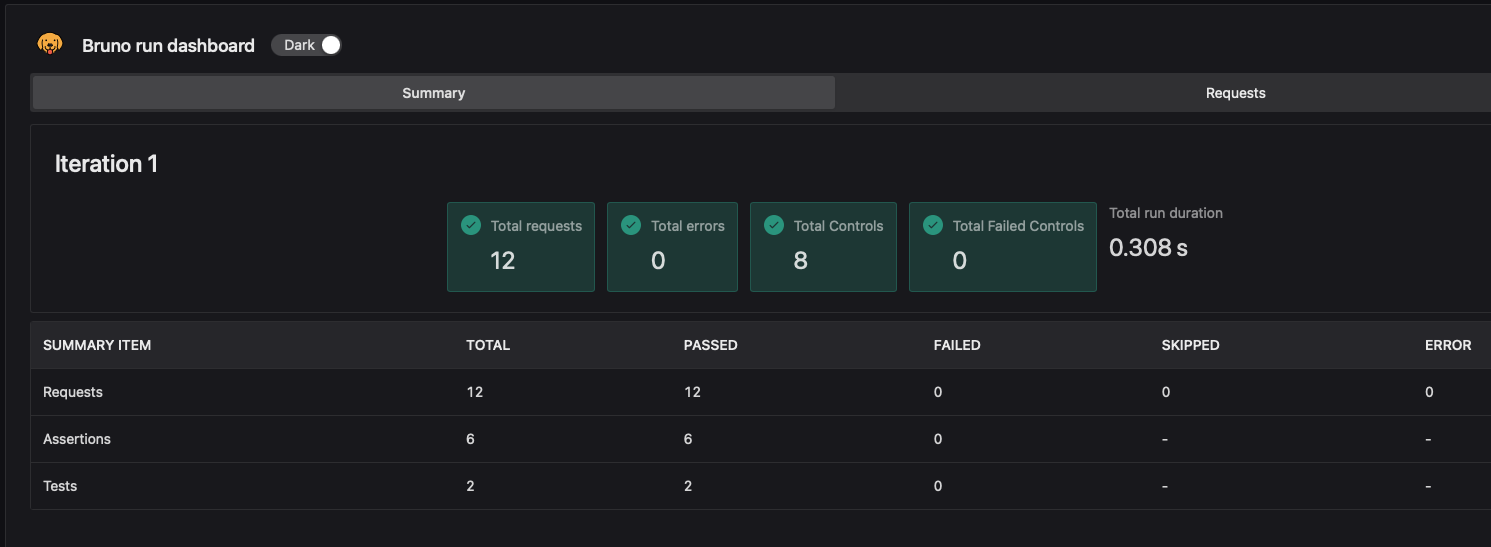 Bruno run dashboard Dark
Summary Requests
Iteration 1
Total requests Total errors Total Controls Total Failed Controls Total run duration
12 0 8 0 0.308 s
SUMMARY ITEM TOTAL PASSED FAILED SKIPPED ERROR
Requests 12 12 0 0 0
Assertions 6 6 0 - -
Tests 2 2 0 - -